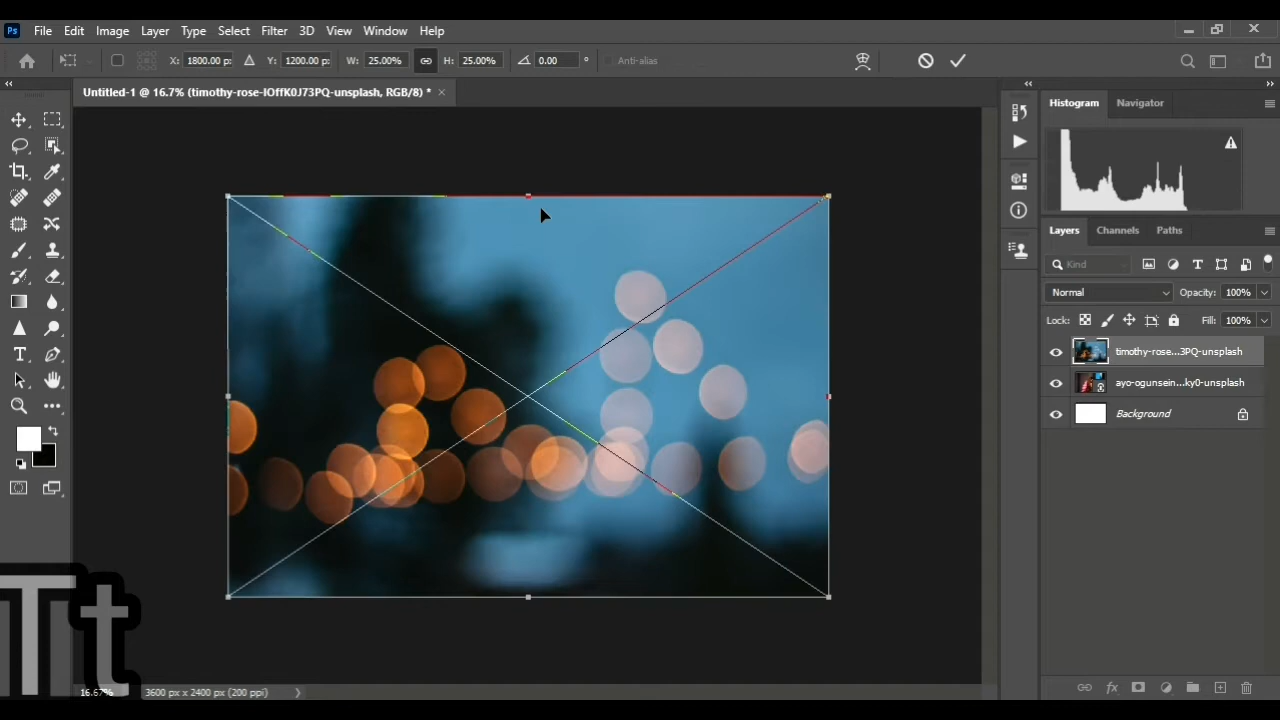 Ps File Edit Image Layer Type Select Filter 3D View Window Help
X: 1800.00 p: Y: 1200.00 p: W: 25.00% H: 25.00% 0.00 ° Anti-alias
Untitled-1 @ 16.7% (timothy-rose-IOffK0J73PQ-unsplash, RGB/8) * ×
Histogram Navigator
Layers Channels Paths
Kind
Normal Opacity: 100%
Lock: Fill: 100%
timothy-rose...3PQ-unsplash
ayo-ogunsein...ky0-unsplash
Background
Tt
16.67% 3600 px x 2400 px (200 ppi)